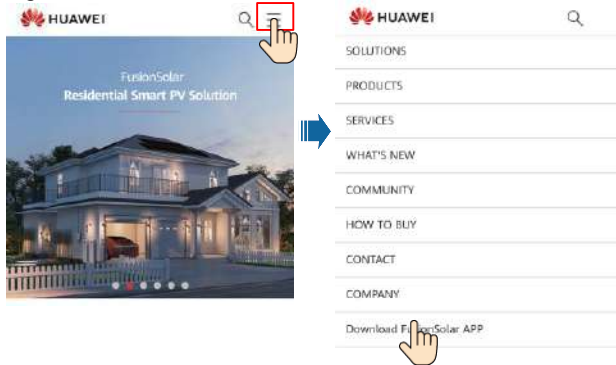 HUAWEI
FusionSolar
Residential Smart PV Solution
HUAWEI
SOLUTIONS
PRODUCTS
SERVICES
WHAT'S NEW
COMMUNITY
HOW TO BUY
CONTACT
COMPANY
Download FusionSolar APP